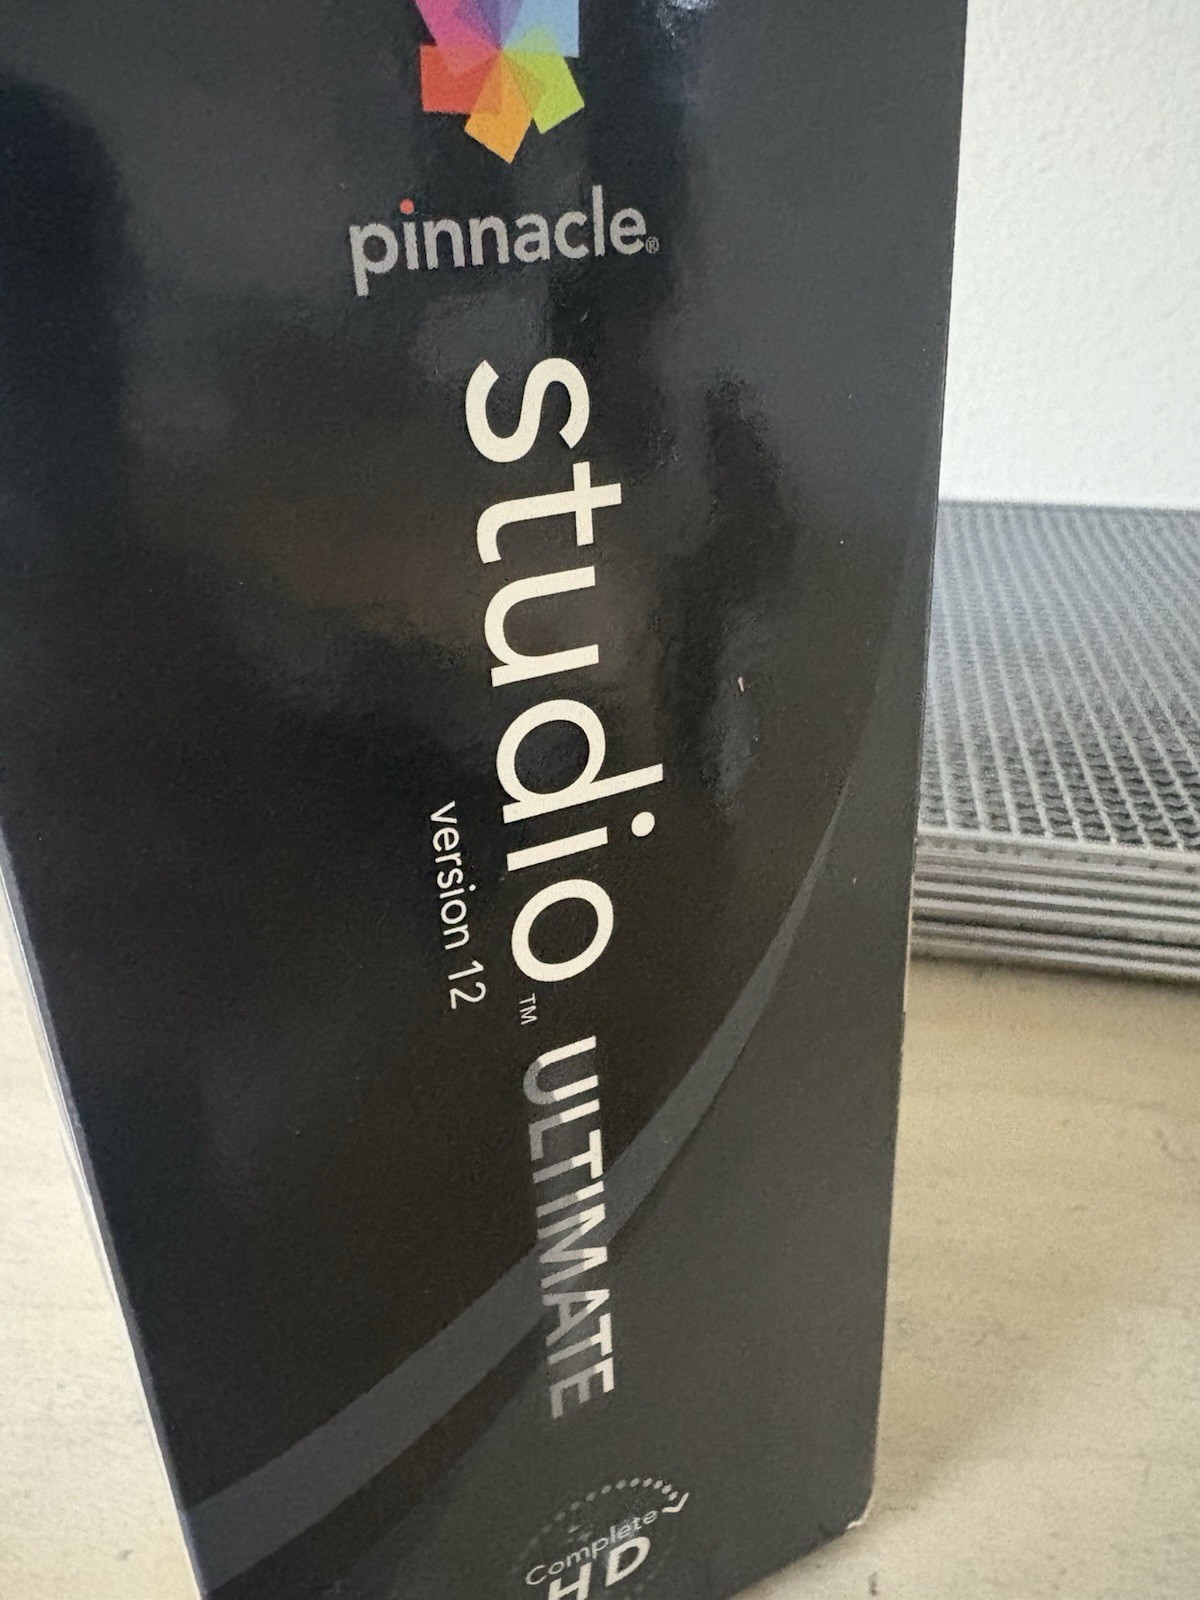 pinnacle®
studio™ ULTIMATE
version 12
Complete
HD